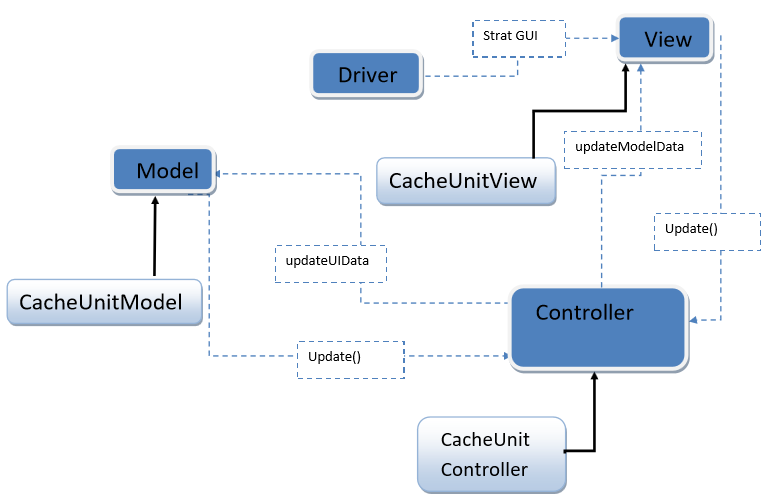 Strat GUI
View
Driver
updateModelData
Model
CacheUnitView
Update()
updateUIData
CacheUnitModel
Controller
Update()
CacheUnit
Controller